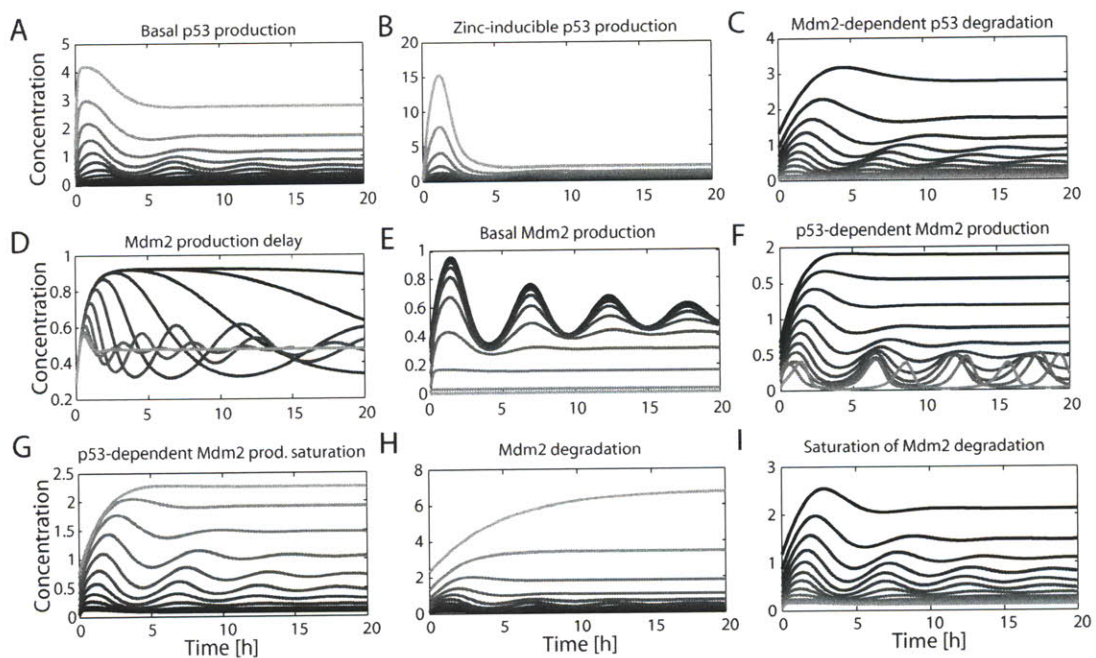 A
Basal p53 production
Concentration
5
4
3
2
1
0
0 5 10 15 20
B
Zinc-inducible p53 production
20
15
10
5
0
0 5 10 15 20
C
Mdm2-dependent p53 degradation
4
3
2
1
0
0 5 10 15 20
D
Mdm2 production delay
Concentration
1
0.8
0.6
0.4
0.2
0 5 10 15 20
E
Basal Mdm2 production
1
0.8
0.6
0.4
0.2
0
0 5 10 15 20
F
p53-dependent Mdm2 production
2
1
0.5
0
0 5 10 15 20
G
p53-dependent Mdm2 prod. saturation
Concentration
2.5
2
1.5
1
0.5
0
0 5 10 15 20
Time [h]
H
Mdm2 degradation
8
6
4
2
0
0 5 10 15 20
Time [h]
I
Saturation of Mdm2 degradation
3
2
1
0
0 5 10 15 20
Time [h]